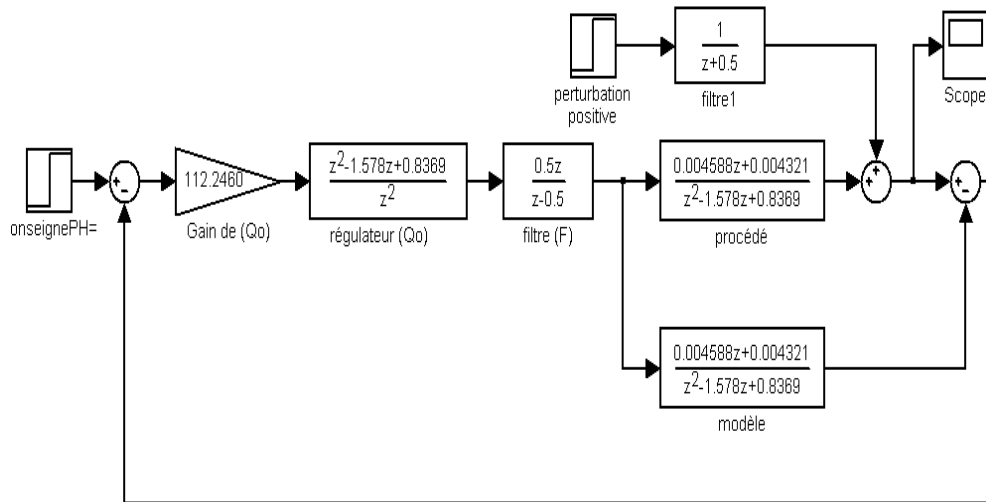 1
z+0.5
perturbation
positive
filtre1
Scope
onseignePH=
+
-
112.2460
Gain de (Qo)
z2-1.578z+0.8369
z2
régulateur (Qo)
0.5z
z-0.5
filtre (F)
0.004588z+0.004321
z2-1.578z+0.8369
procédé
+
+
+
-
0.004588z+0.004321
z2-1.578z+0.8369
modèle